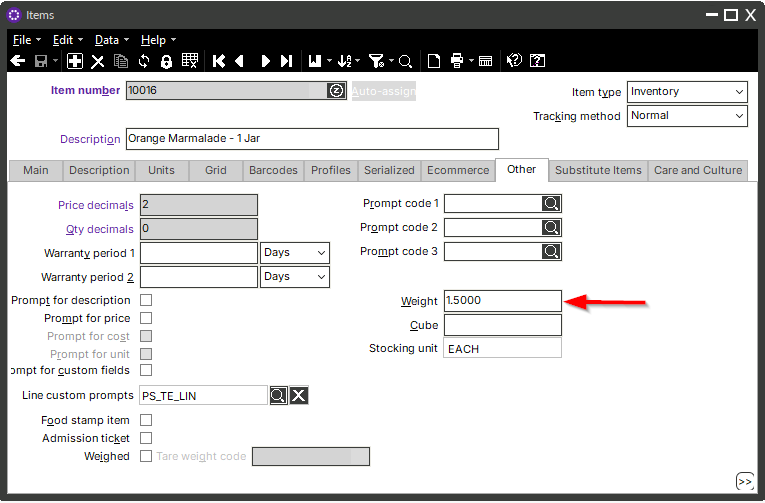 Items
File Edit Data Help
Item number 10016 Auto-assign Item type Inventory
Tracking method Normal
Description Orange Marmalade - 1 Jar
Main Description Units Grid Barcodes Profiles Serialized Ecommerce Other Substitute Items Care and Culture
Price decimals 2 Prompt code 1
Qty decimals 0 Prompt code 2
Warranty period 1 Days Prompt code 3
Warranty period 2 Days
Prompt for description Weight 1.5000
Prompt for price Cube
Prompt for cost Stocking unit EACH
Prompt for unit
ompt for custom fields
Line custom prompts PS_TE_LIN
Food stamp item
Admission ticket
Weighed Tare weight code
>>